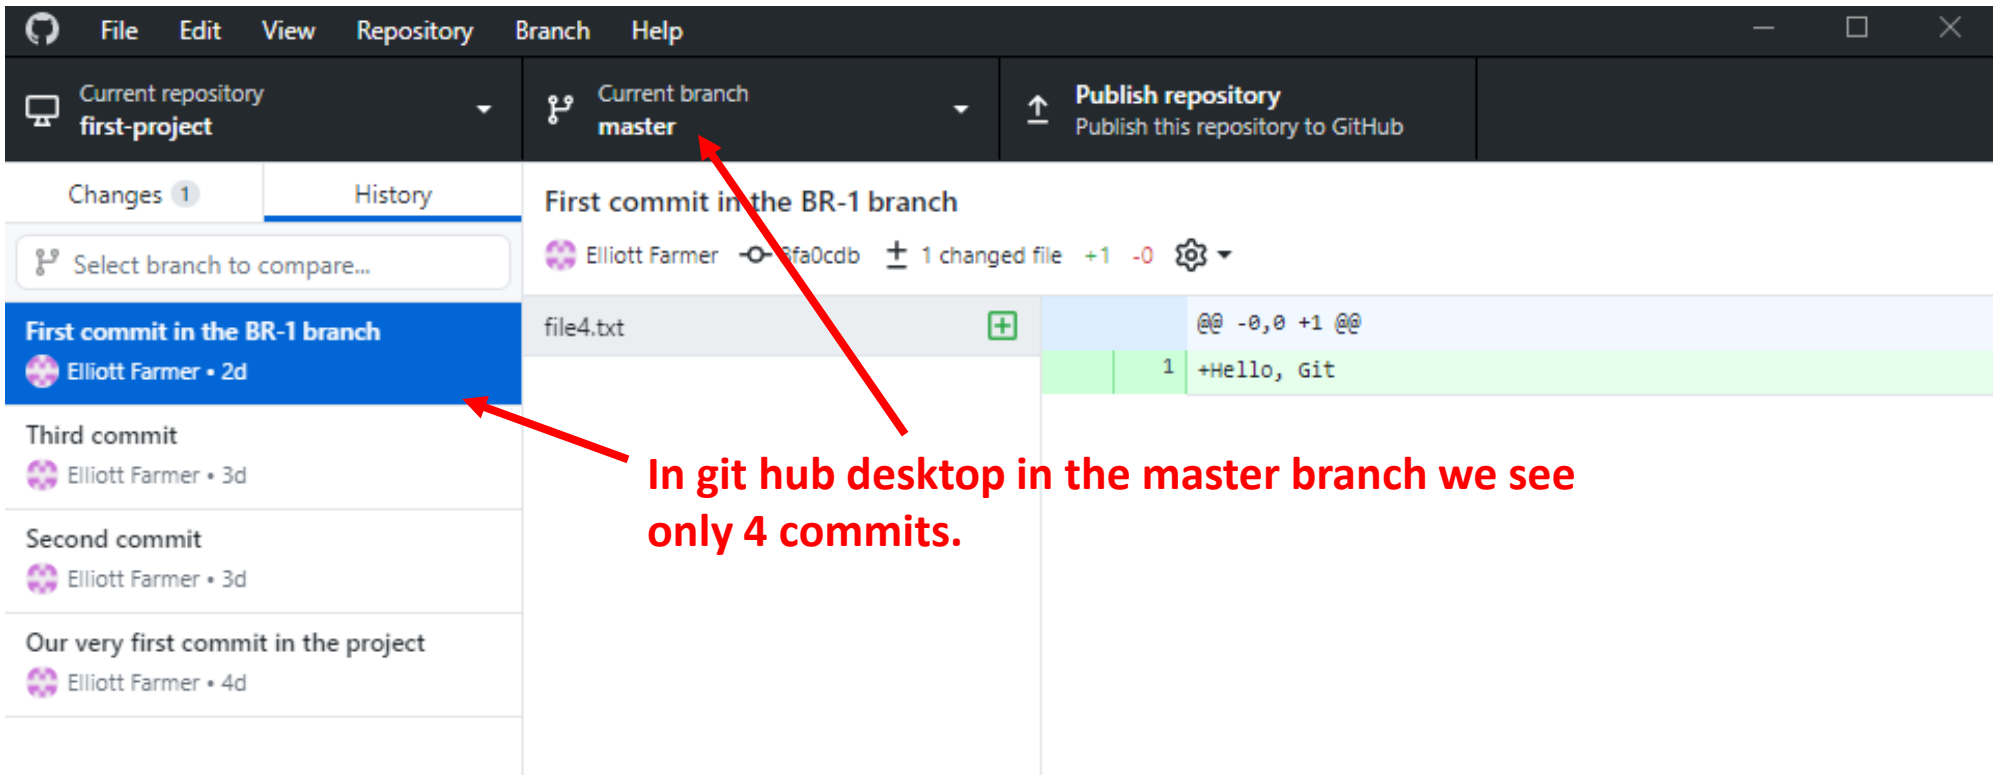 File Edit View Repository Branch Help
Current repository
first-project
Current branch
master
Publish repository
Publish this repository to GitHub
Changes 1 History
Select branch to compare...
First commit in the BR-1 branch
Elliott Farmer • 2d
Third commit
Elliott Farmer • 3d
Second commit
Elliott Farmer • 3d
Our very first commit in the project
Elliott Farmer • 4d
First commit in the BR-1 branch
Elliott Farmer fa0cdb 1 changed file +1 -0
file4.txt
@@ -0,0 +1 @@
1 +Hello, Git
In git hub desktop in the master branch we see
only 4 commits.